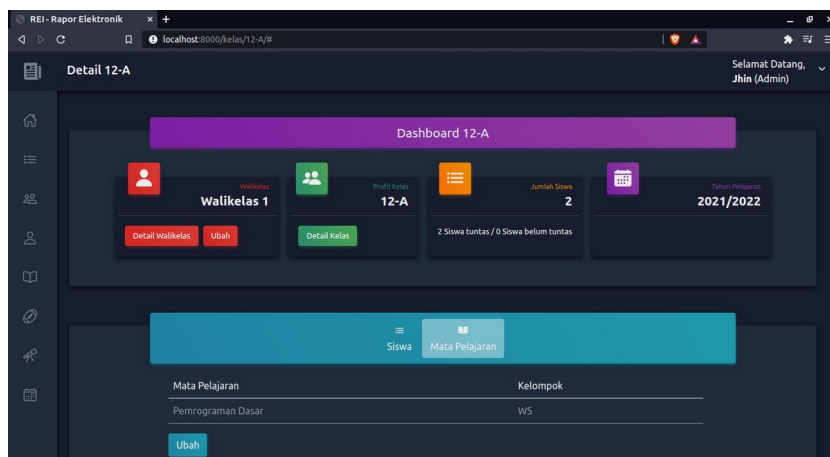 REI - Rapor Elektronik
localhost:8000/kelas/12-A/#
Detail 12-A
Selamat Datang,
Jhin (Admin)
Dashboard 12-A
Walikelas
Walikelas 1
Detail Walikelas
Ubah
Profil Kelas
12-A
Detail Kelas
Jumlah Siswa
2
2 Siswa tuntas / 0 Siswa belum tuntas
Tahun Pelajaran
2021/2022
Siswa
Mata Pelajaran
Mata Pelajaran Kelompok
Pemrograman Dasar WS
Ubah